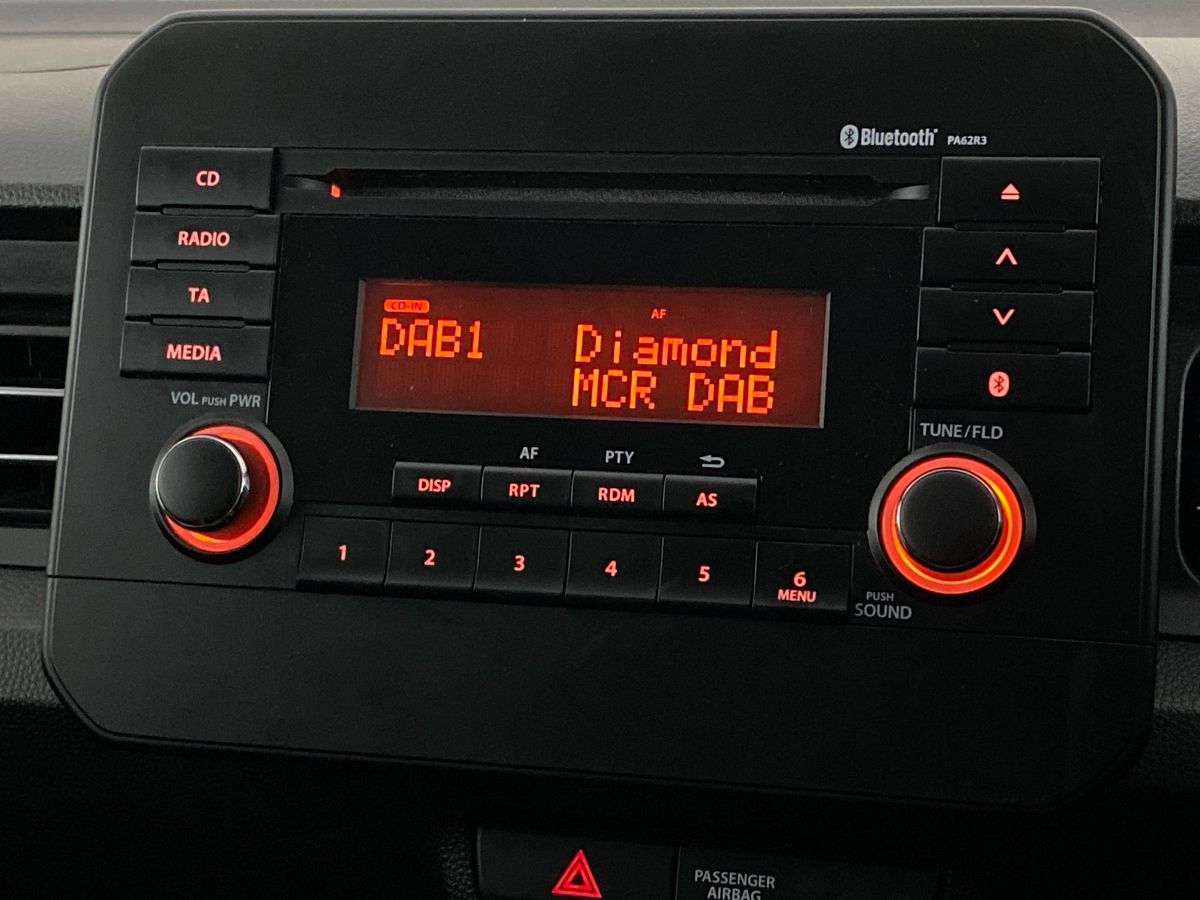 Bluetooth PA62R3
CD
RADIO
TA
MEDIA
VOL PUSH PWR
CD-IN
AF
DAB1 Diamond
MCR DAB
AF PTY
DISP RPT RDM AS
1 2 3 4 5 6
MENU
TUNE/FLD
PUSH
SOUND
PASSENGER
AIRBAG